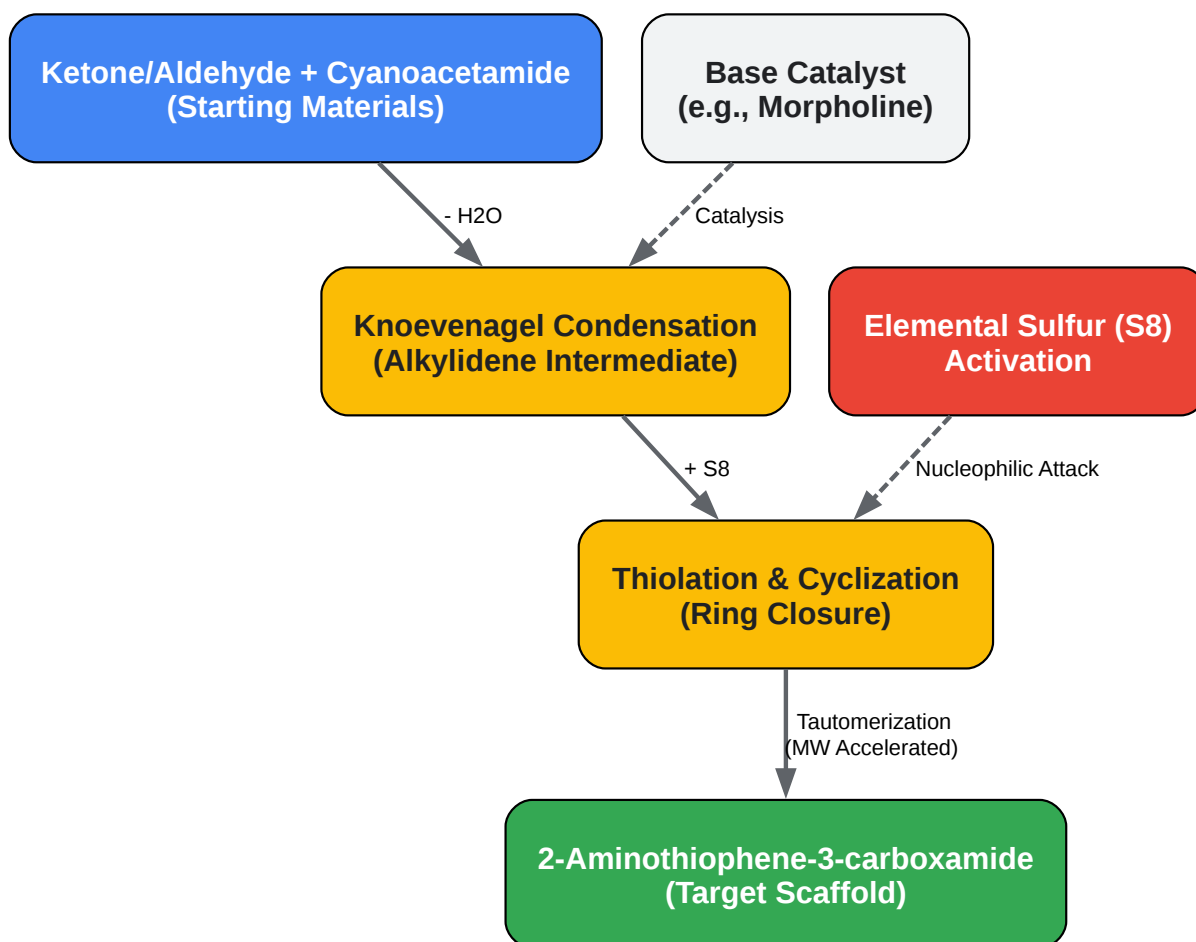 Ketone/Aldehyde + Cyanoacetamide
(Starting Materials)
Base Catalyst
(e.g., Morpholine)
- H2O
Catalysis
Knoevenagel Condensation
(Alkylidene Intermediate)
Elemental Sulfur (S8)
Activation
+ S8
Nucleophilic Attack
Thiolation & Cyclization
(Ring Closure)
Tautomerization
(MW Accelerated)
2-Aminothiophene-3-carboxamide
(Target Scaffold)